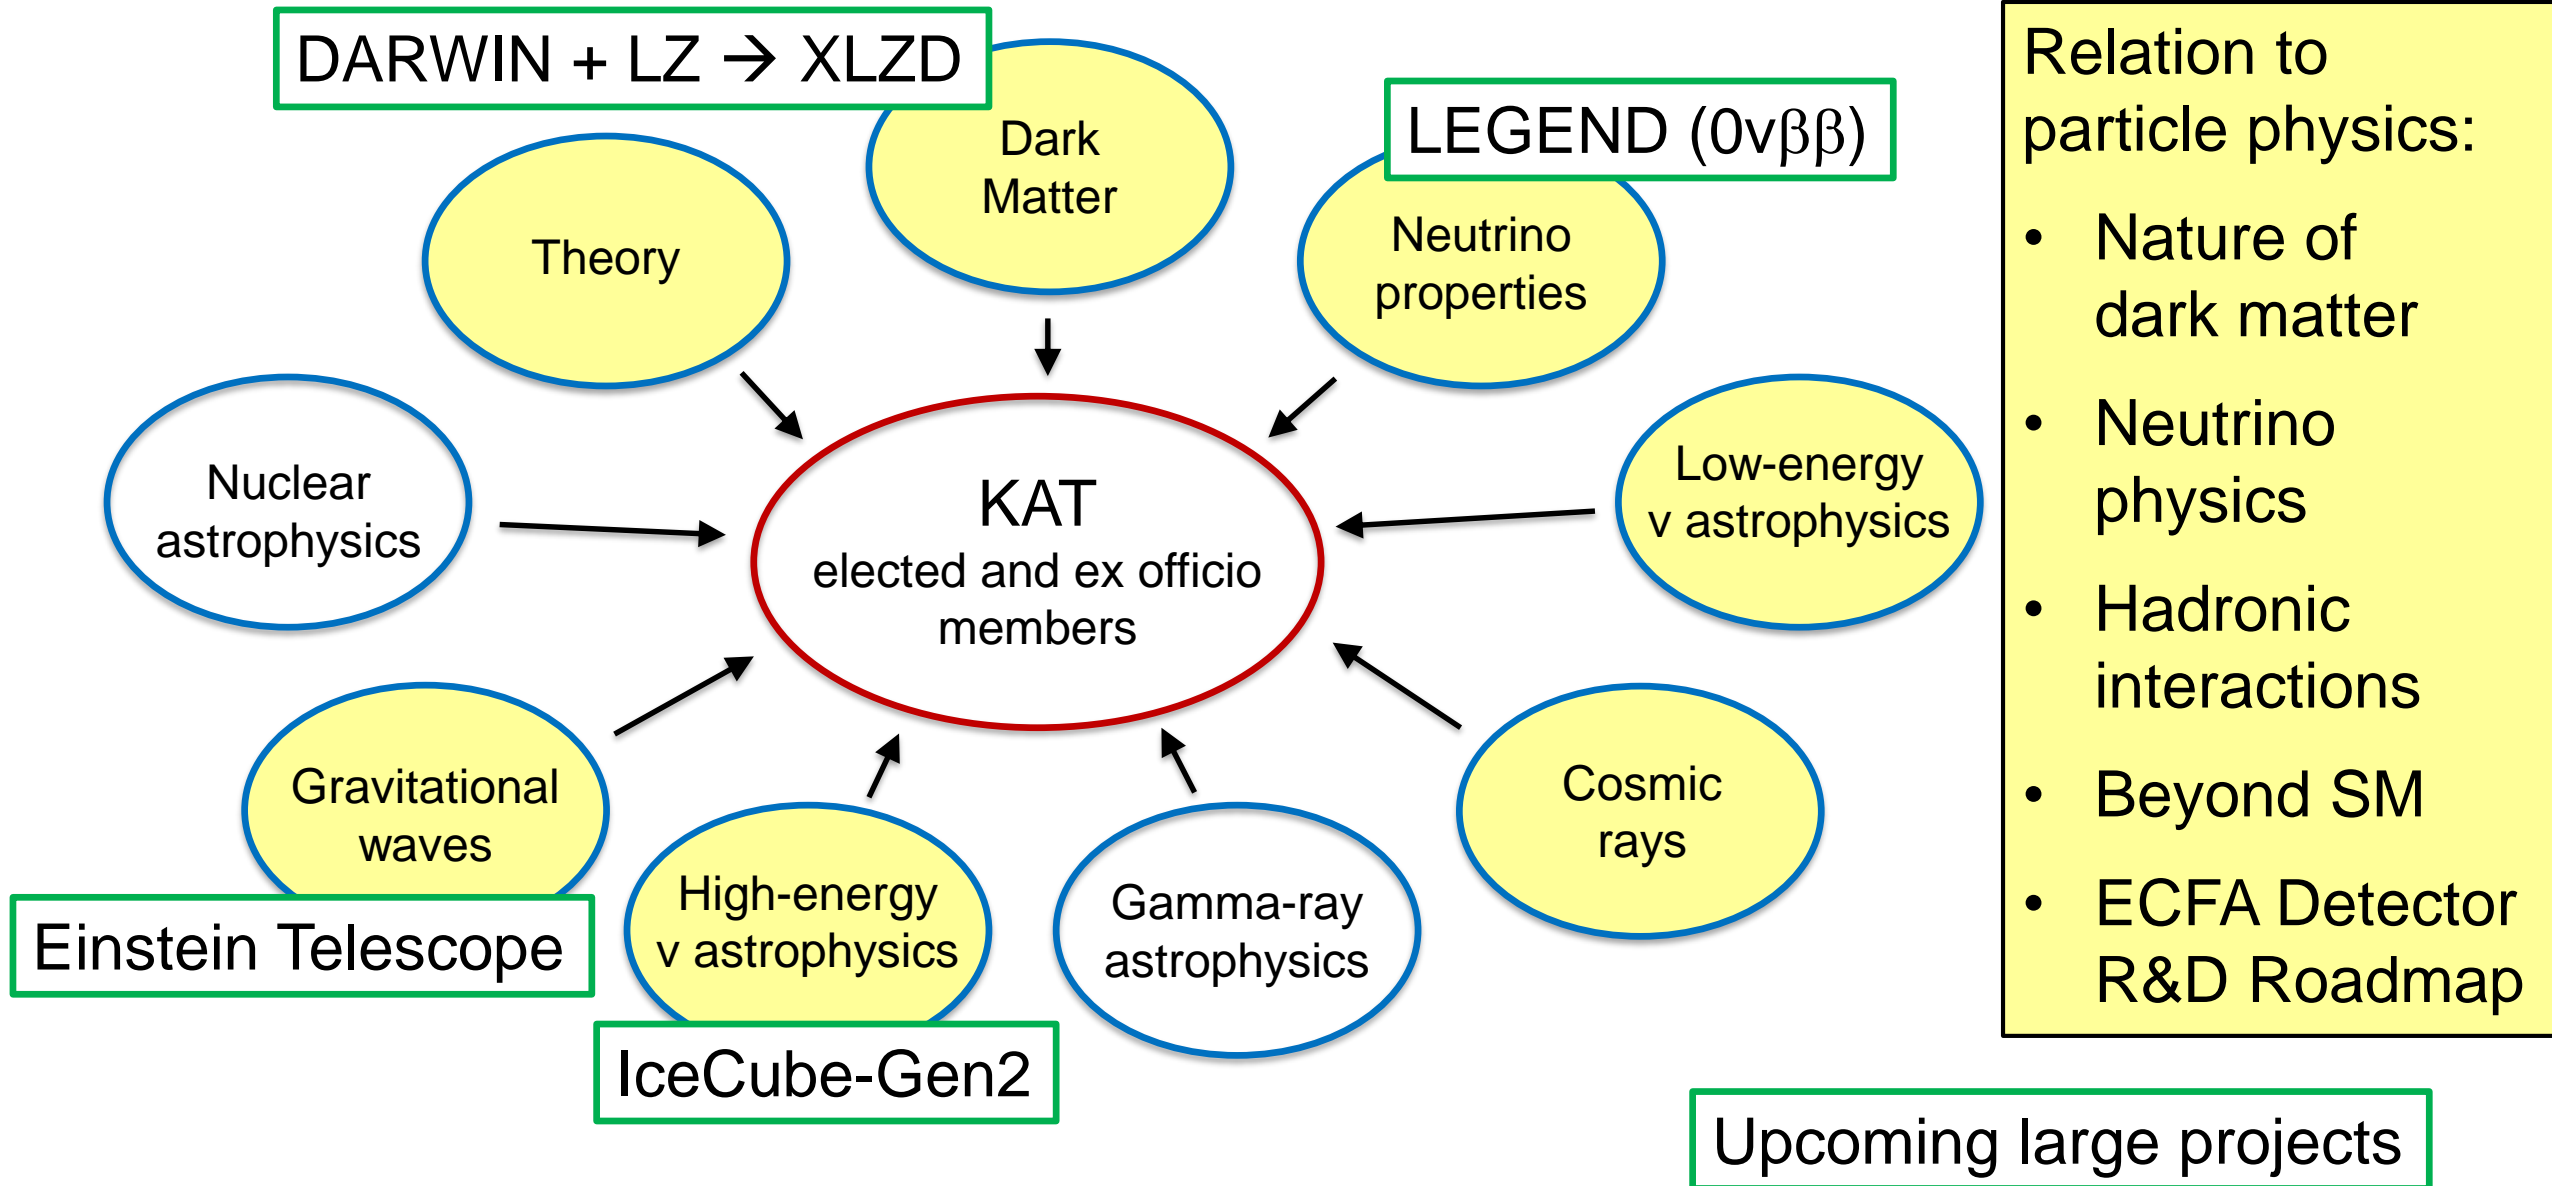 DARWIN + LZ → XLZD
Dark
Matter
LEGEND (0νββ)
Neutrino
properties
Theory
Low-energy
ν astrophysics
Nuclear
astrophysics
KAT
elected and ex officio
members
Cosmic
rays
Gravitational
waves
Einstein Telescope
High-energy
ν astrophysics
IceCube-Gen2
Gamma-ray
astrophysics
Relation to
particle physics:
• Nature of
dark matter
• Neutrino
physics
• Hadronic
interactions
• Beyond SM
• ECFA Detector
R&D Roadmap
Upcoming large projects